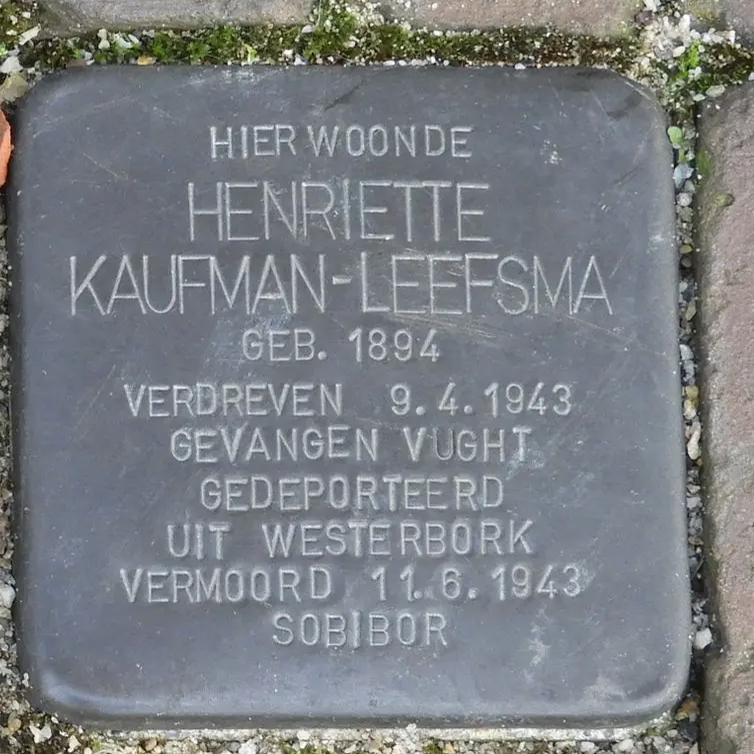 HIER WOONDE
HENRIETTE
KAUFMAN-LEEFSMA
GEB. 1894
VERDREVEN 9.4.1943
GEVANGEN VUGHT
GEDEPORTEERD
UIT WESTERBORK
VERMOORD 11.6.1943
SOBIBOR